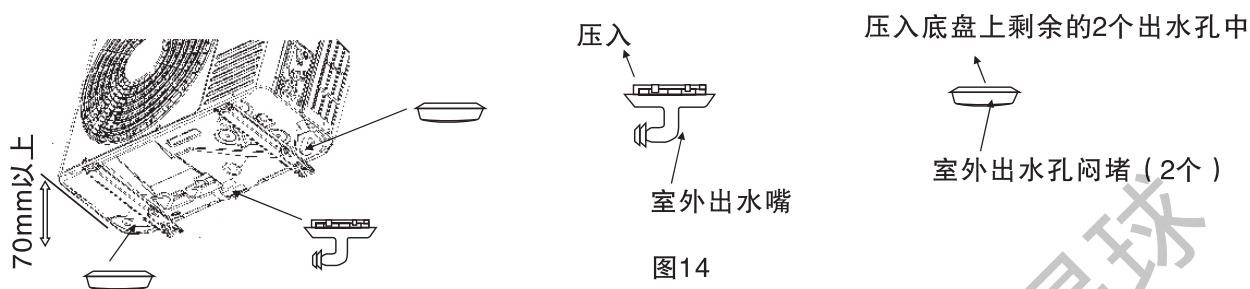 70mm以上
压入
室外出水嘴
图14
压入底盘上剩余的2个出水孔中
室外出水孔闷堵（2个）
星球